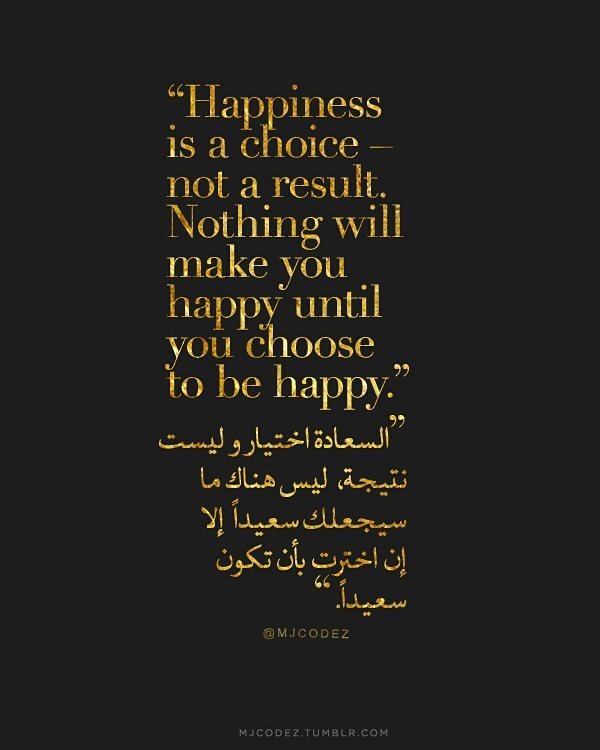 “Happiness
is a choice –
not a result.
Nothing will
make you
happy until
you choose
to be happy.”
”السعادة اختيار و ليست
نتيجة، ليس هناك ما
سيجعلك سعيداً إلا
إن اخترت بأن تكون
سعيداً.“
@MJCODEZ
MJCODEZ.TUMBLR.COM